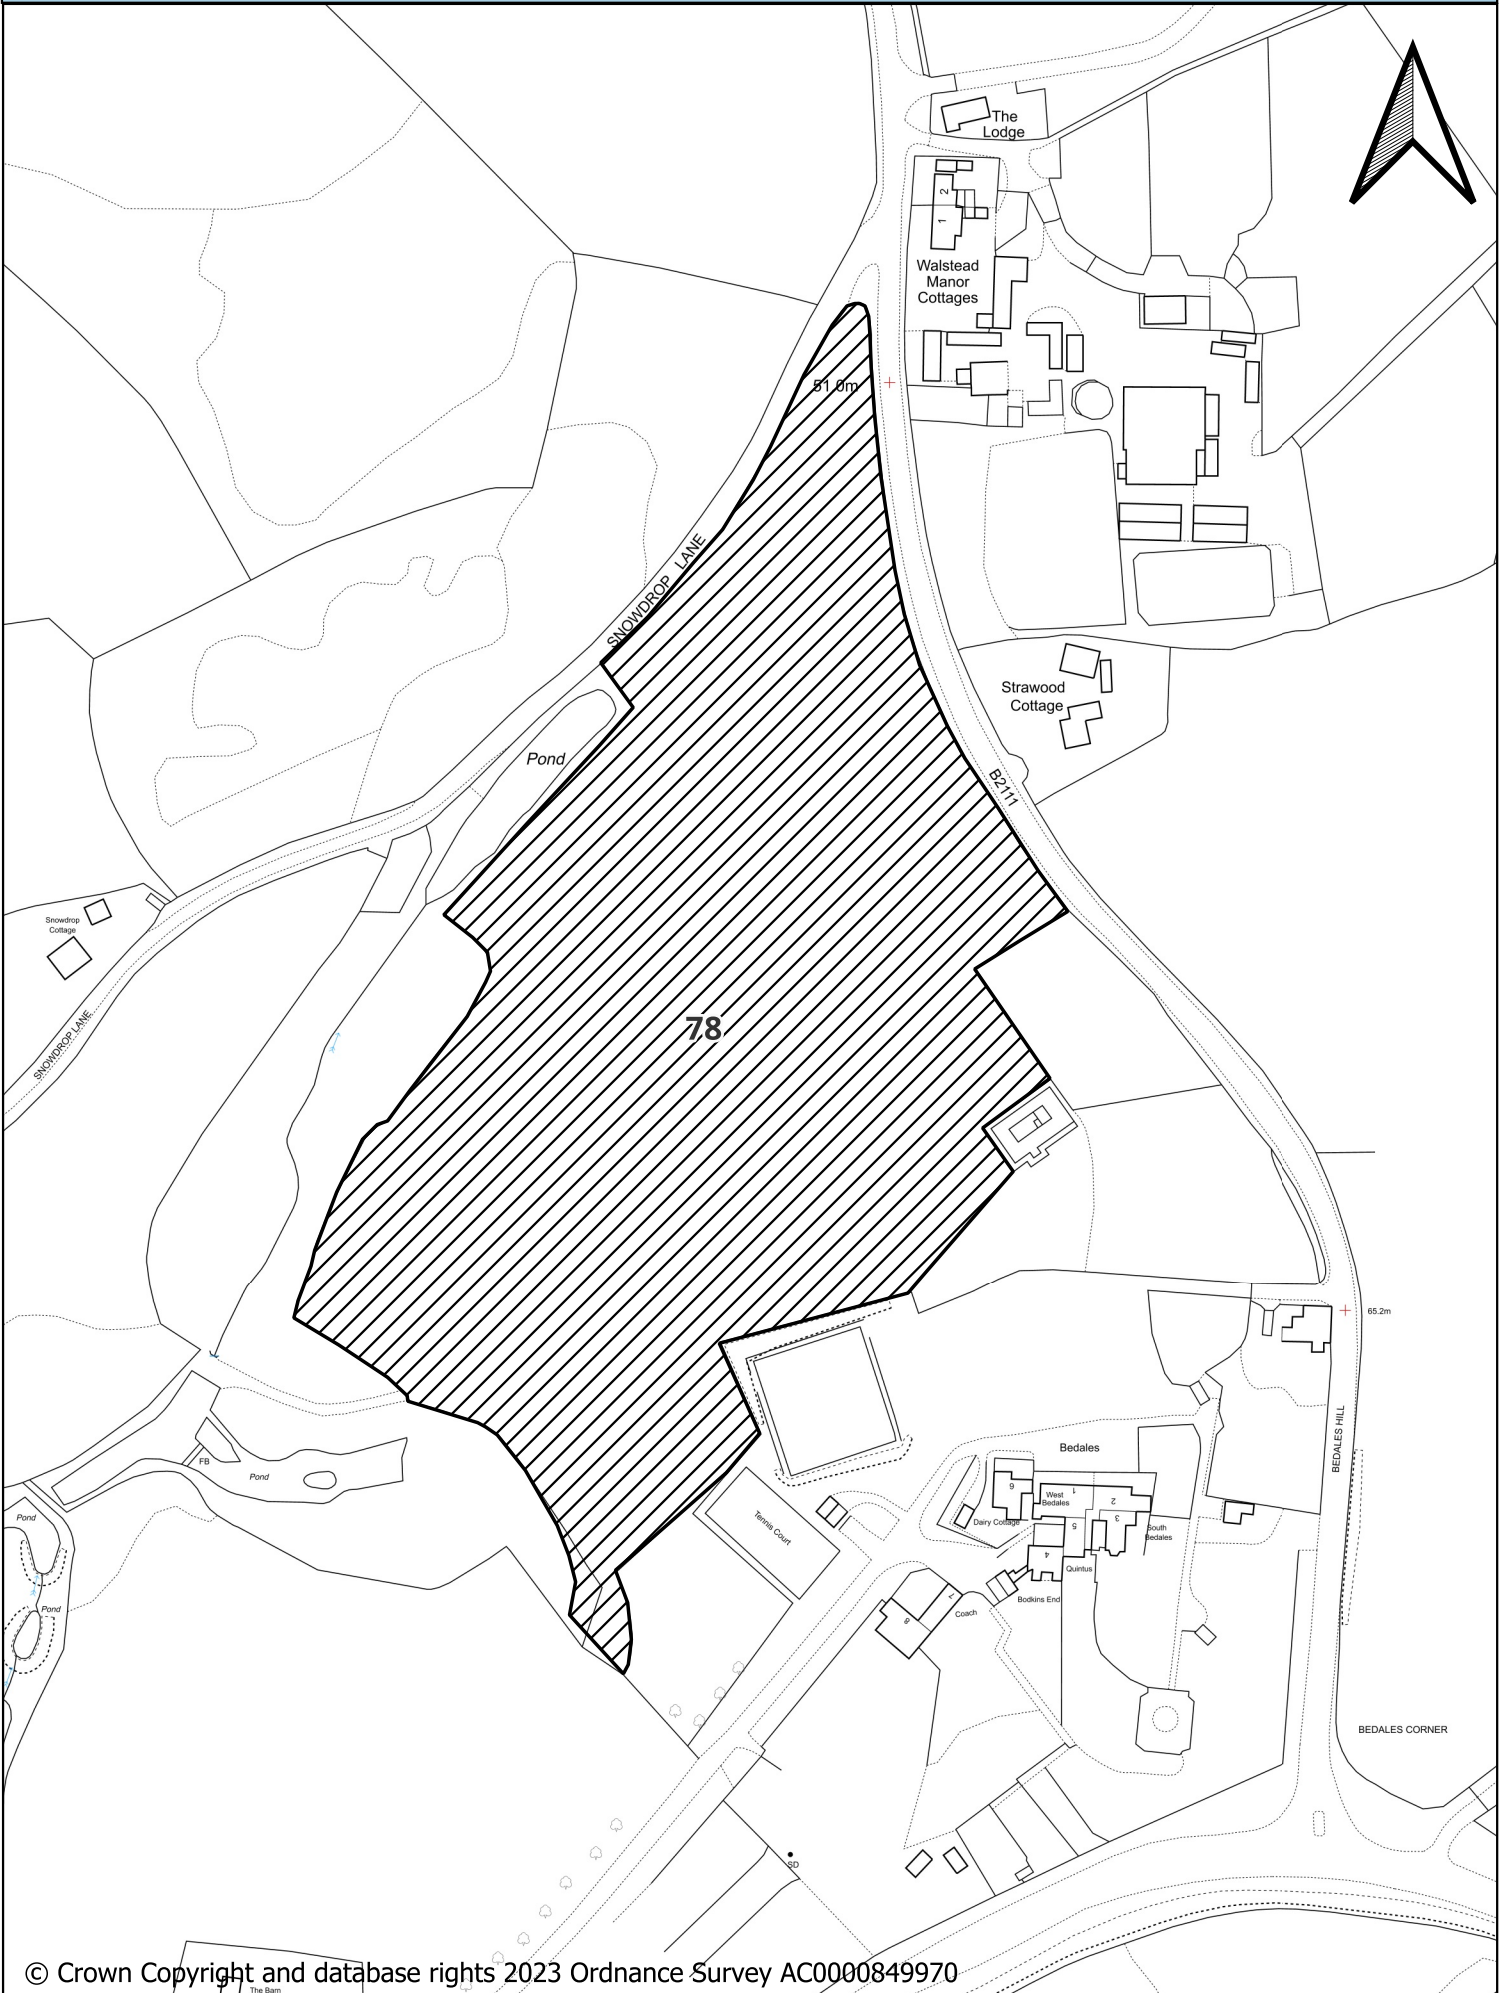 The
Lodge
2
1
Walstead
Manor
Cottages
51.0m
SNOWDROP LANE
Strawood
Cottage
Pond
B2111
Snowdrop
Cottage
SNOWDROP LANE
78
65.2m
BEDALES HILL
Bedales
FB
Pond
Pond
Pond
Tennis Court
6
West
Bedales
1
2
3
Dairy Cottage
5
South
Bedales
4
Quintus
Bodkins End
7
Coach
8
BEDALES CORNER
SD
The Barn
© Crown Copyright and database rights 2023 Ordnance Survey AC0000849970